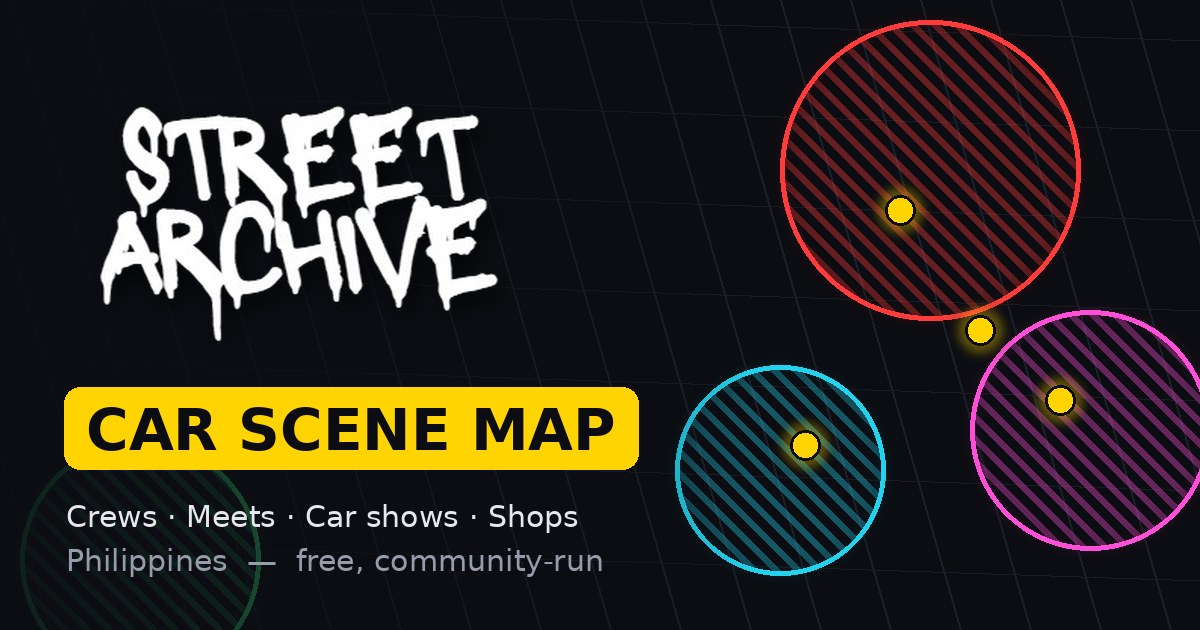 STREET
ARCHIVE
CAR SCENE MAP
Crews · Meets · Car shows · Shops
Philippines — free, community-run